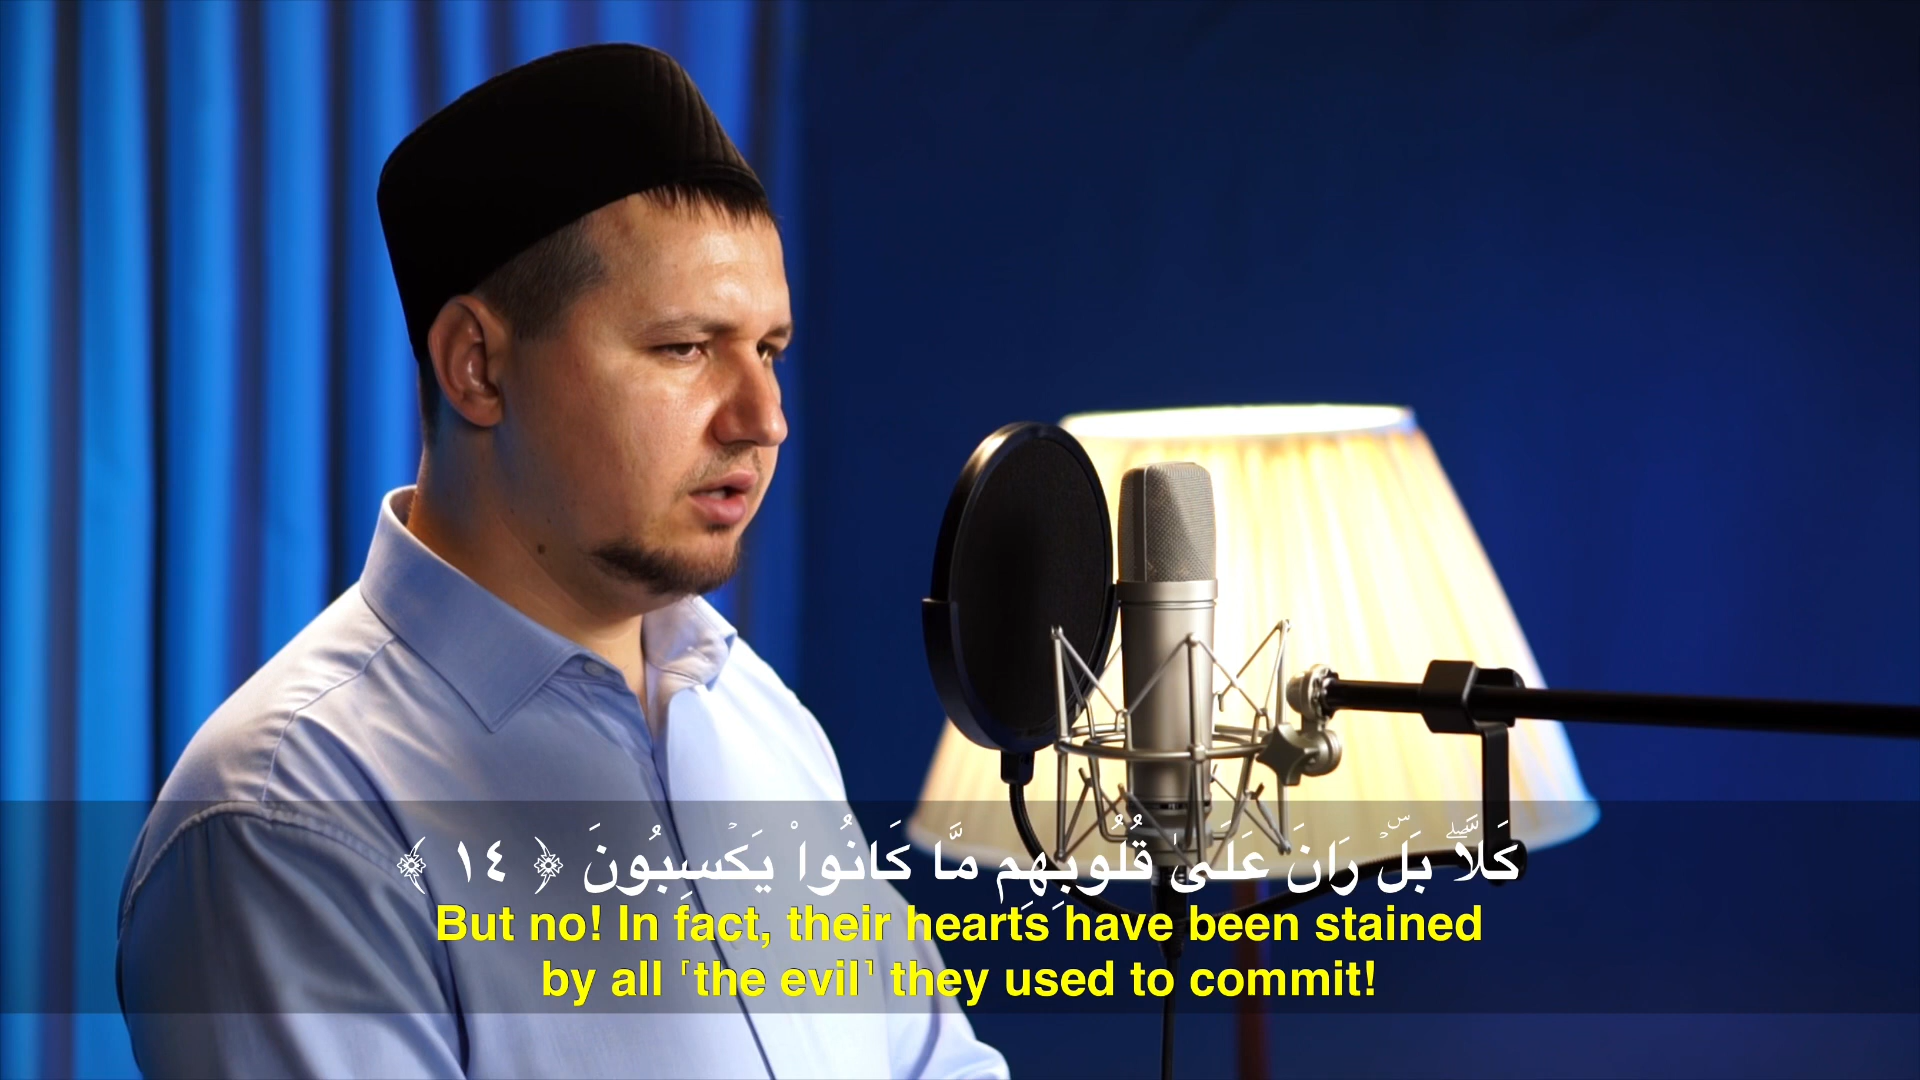 كَلَّاۖ بَلۡۜ رَانَ عَلَىٰ قُلُوبِهِم مَّا كَانُواْ يَكۡسِبُونَ ﴿١٤﴾
But no! In fact, their hearts have been stained
by all ˹the evil˺ they used to commit!